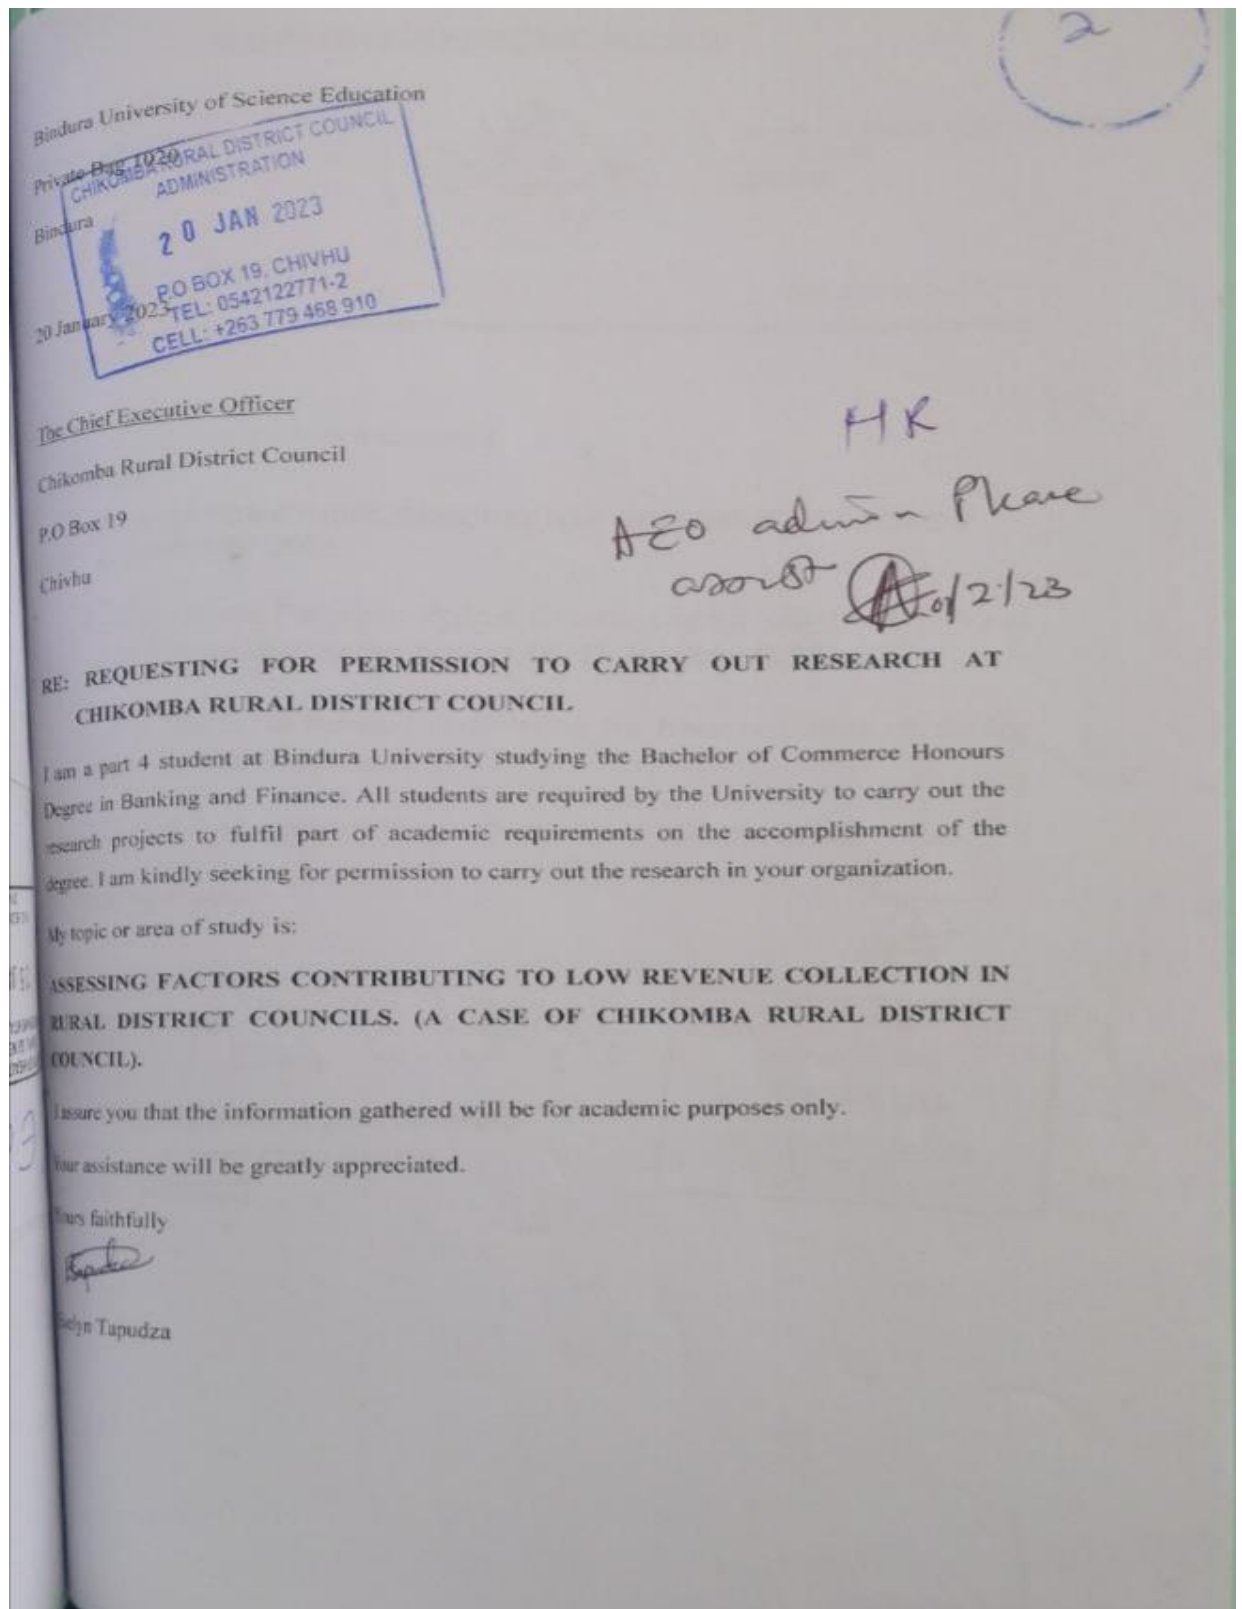 2
Bindura University of Science Education
Private Bag 1020
Bindura
CHIKOMBA RURAL DISTRICT COUNCIL
ADMINISTRATION
20 JAN 2023
P.O BOX 19, CHIVHU
TEL: 0542122771-2
CELL: +263 779 468 910
20 January 2023
The Chief Executive Officer
Chikomba Rural District Council
P.O Box 19
Chivhu
HR
AEO admin Please
assist
01/2/23
RE: REQUESTING FOR PERMISSION TO CARRY OUT RESEARCH AT
CHIKOMBA RURAL DISTRICT COUNCIL.
I am a part 4 student at Bindura University studying the Bachelor of Commerce Honours
Degree in Banking and Finance. All students are required by the University to carry out the
research projects to fulfil part of academic requirements on the accomplishment of the
degree. I am kindly seeking for permission to carry out the research in your organization.
My topic or area of study is:
ASSESSING FACTORS CONTRIBUTING TO LOW REVENUE COLLECTION IN
RURAL DISTRICT COUNCILS. (A CASE OF CHIKOMBA RURAL DISTRICT
COUNCIL).
I assure you that the information gathered will be for academic purposes only.
Your assistance will be greatly appreciated.
Yours faithfully
Tapudza